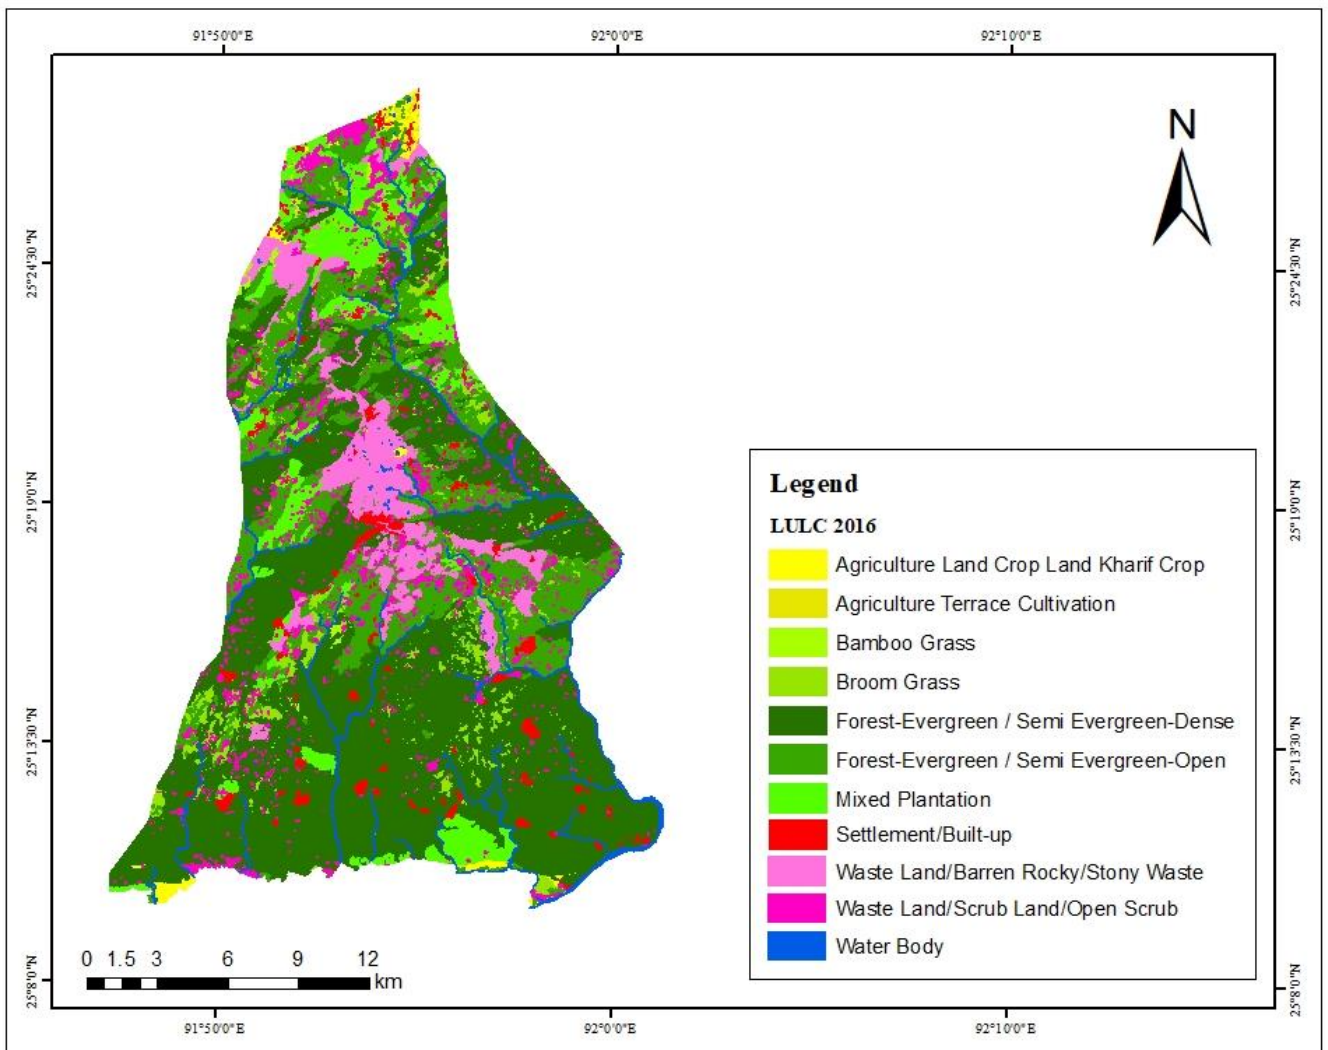 91°50'0"E 92°0'0"E 92°10'0"E
N
25°24'30"N 25°24'30"N
25°19'0"N 25°19'0"N
25°13'30"N 25°13'30"N
25°8'0"N 25°8'0"N
Legend
LULC 2016
Agriculture Land Crop Land Kharif Crop
Agriculture Terrace Cultivation
Bamboo Grass
Broom Grass
Forest-Evergreen / Semi Evergreen-Dense
Forest-Evergreen / Semi Evergreen-Open
Mixed Plantation
Settlement/Built-up
Waste Land/Barren Rocky/Stony Waste
Waste Land/Scrub Land/Open Scrub
Water Body
0 1.5 3 6 9 12
km
91°50'0"E 92°0'0"E 92°10'0"E